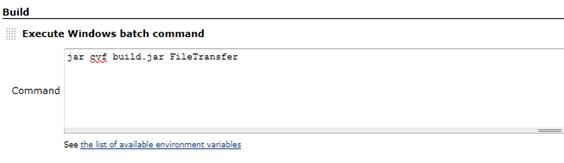 Build
Execute Windows batch command
jar cvf build.jar FileTransfer
Command
See the list of available environment variables